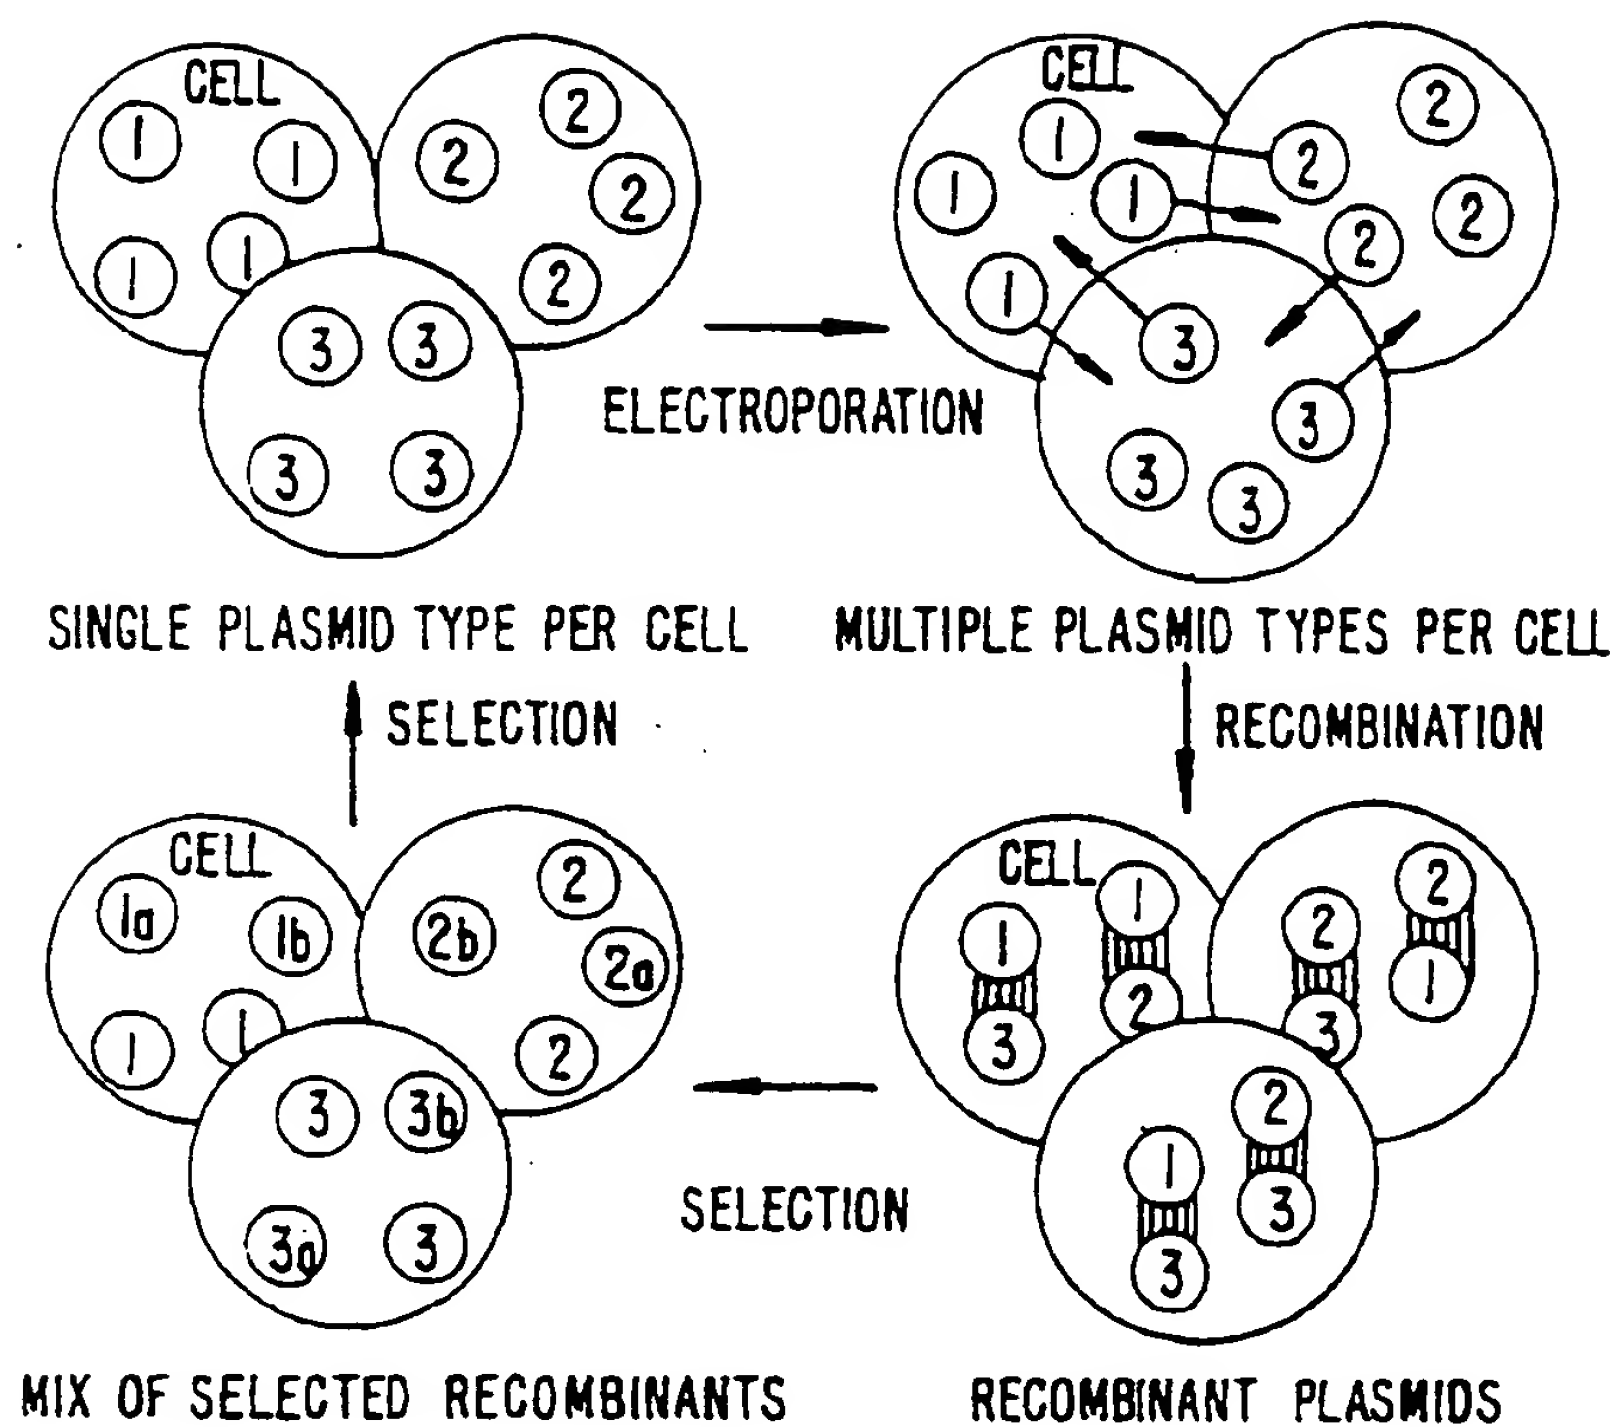 CELL
1
1
1
1
2
2
2
2
3
3
3
3
ELECTROPORATION
CELL
1
1
1
1
2
2
2
2
3
3
3
3
SINGLE PLASMID TYPE PER CELL
MULTIPLE PLASMID TYPES PER CELL
SELECTION
RECOMBINATION
CELL
1a
1b
1
1
2
2b
2a
2
3
3b
3a
3
SELECTION
CELL
1
3
1
2
2
3
2
1
1
3
2
3
MIX OF SELECTED RECOMBINANTS
RECOMBINANT PLASMIDS